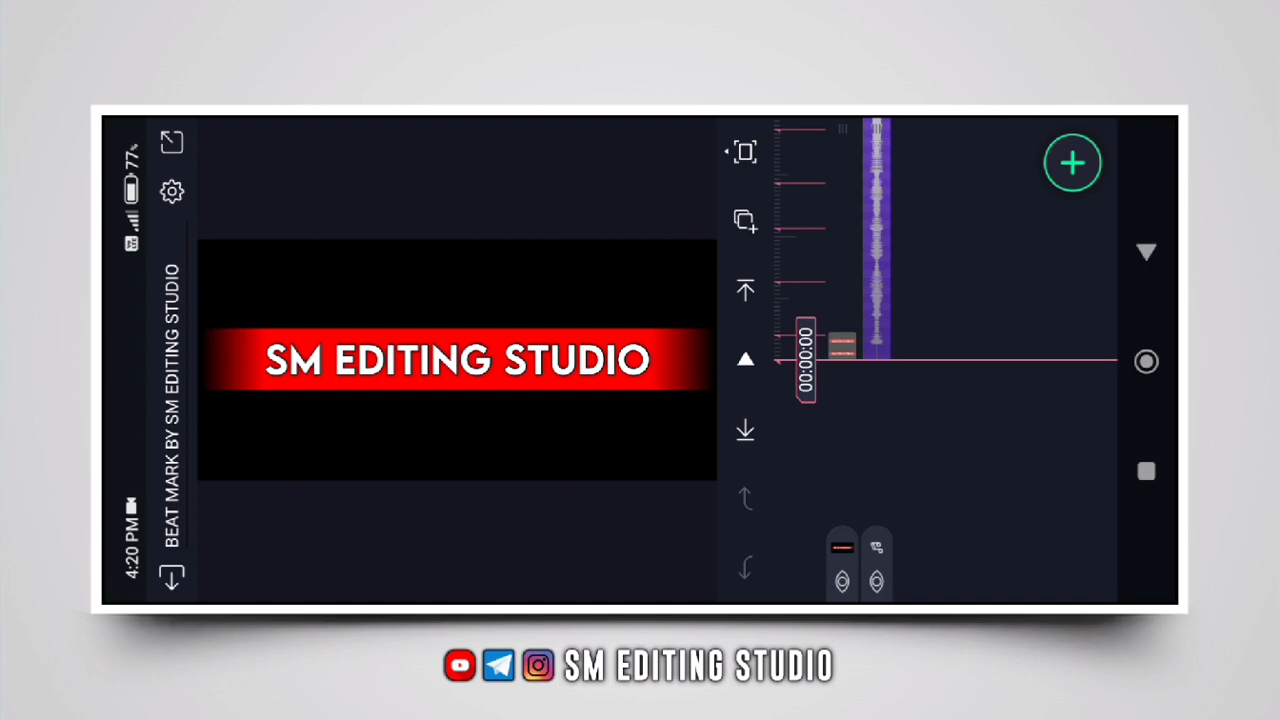 4:20 PM
77%
BEAT MARK BY SM EDITING STUDIO
SM EDITING STUDIO
00:00:00
SM EDITING STUDIO